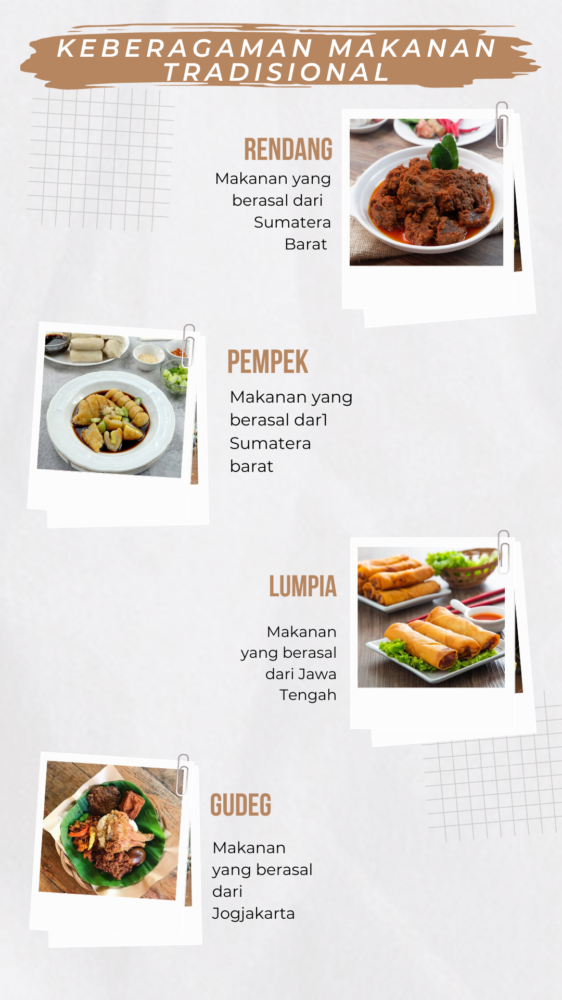 KEBERAGAMAN MAKANAN
TRADISIONAL
RENDANG
Makanan yang
berasal dari
Sumatera
Barat
PEMPEK
Makanan yang
berasal dar1
Sumatera
barat
LUMPIA
Makanan
yang berasal
dari Jawa
Tengah
GUDEG
Makanan
yang berasal
dari
Jogjakarta